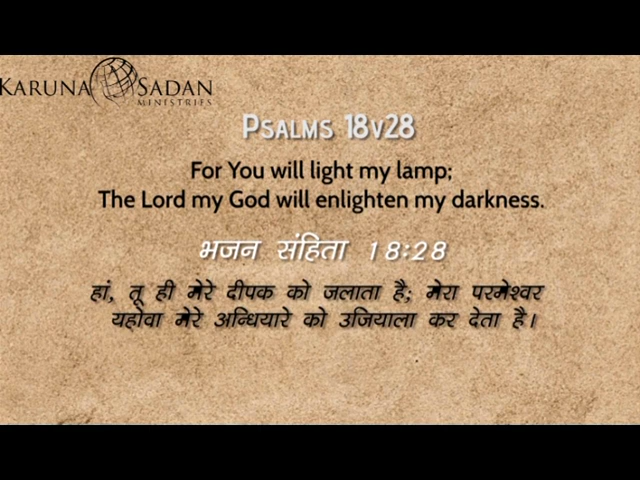 KARUNA SADAN
MINISTRIES
PSALMS 18V28
For You will light my lamp;
The Lord my God will enlighten my darkness.
भजन संहिता 18:28
हां, तू ही मेरे दीपक को जलाता है; मेरा परमेश्वर
यहोवा मेरे अन्धियारे को उजियाला कर देता है।